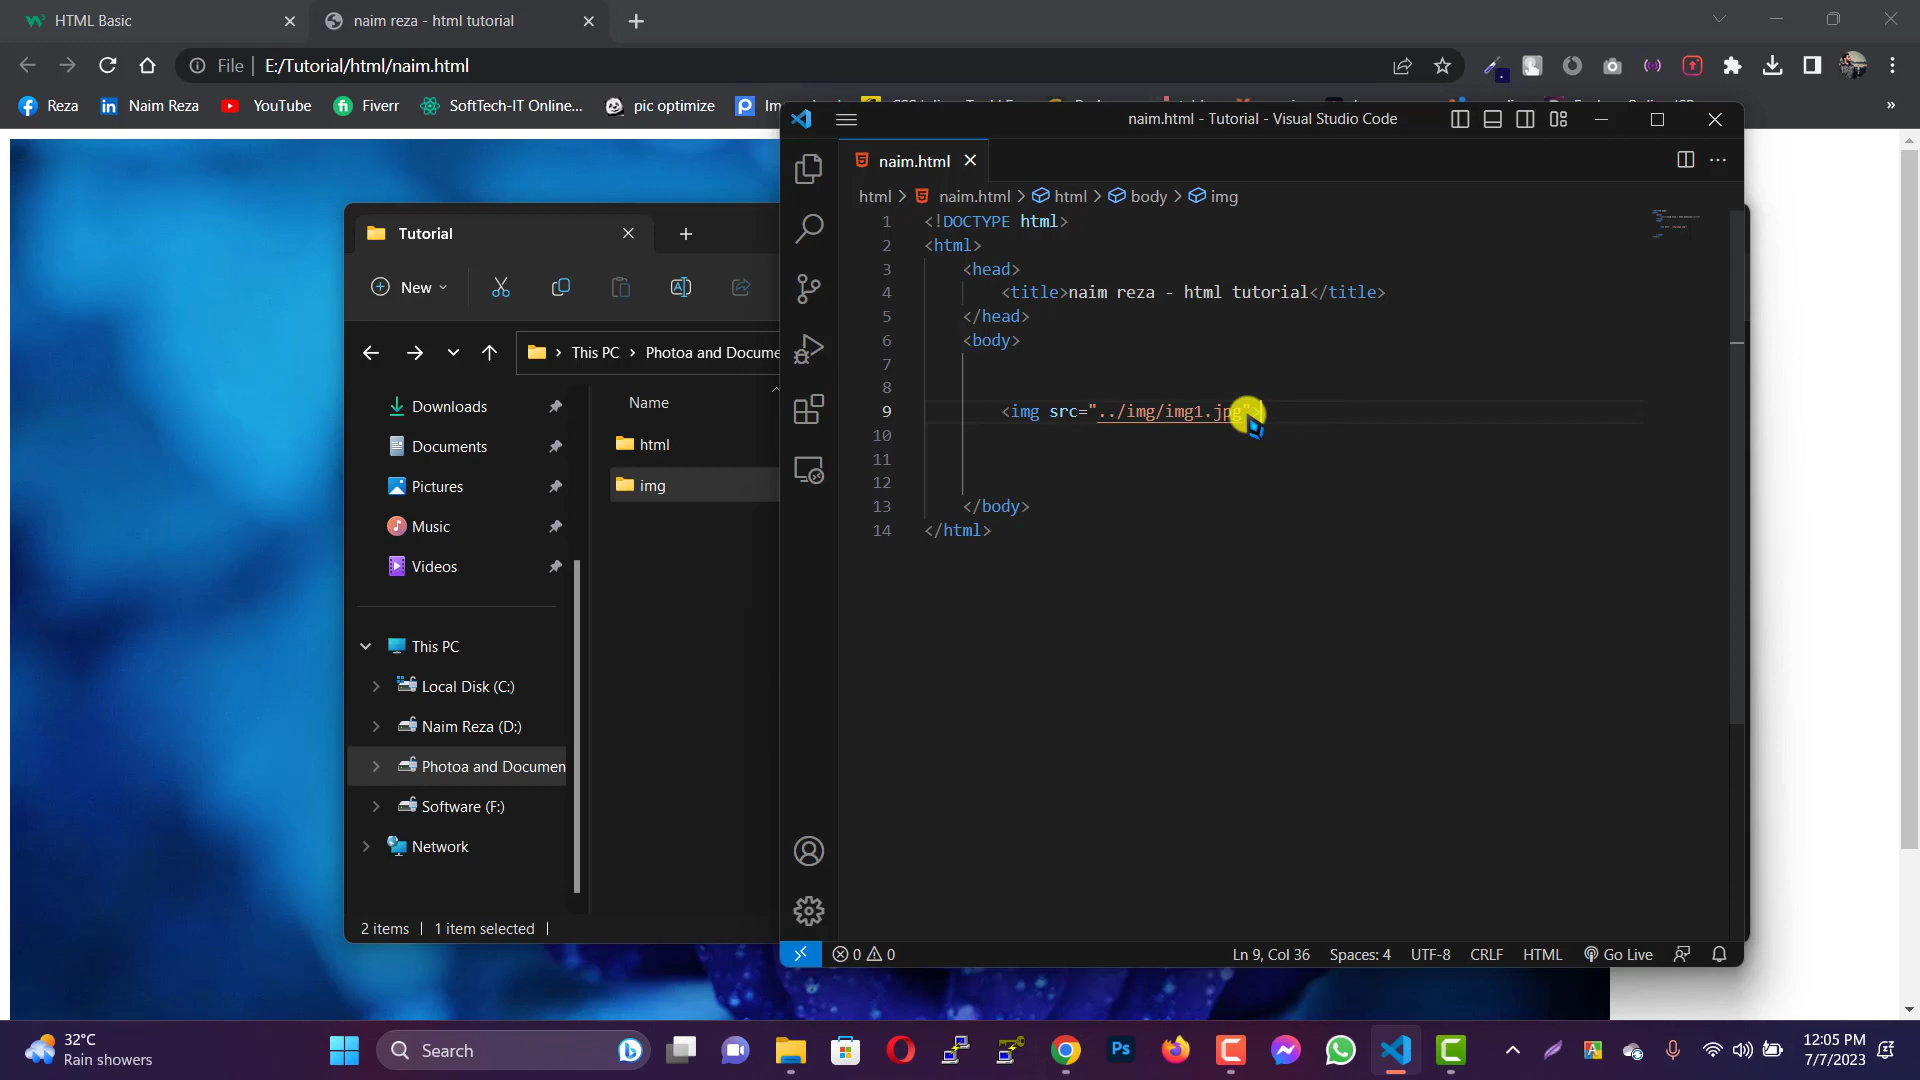 HTML Basic
naim reza - html tutorial
File
E:/Tutorial/html/naim.html
Reza
Naim Reza
YouTube
Fiverr
SoftTech-IT Online...
pic optimize
naim.html - Tutorial - Visual Studio Code
naim.html
html > naim.html > html > body > img
1 <!DOCTYPE html>
2 <html>
3 <head>
4 <title>naim reza - html tutorial</title>
5 </head>
6 <body>
7
8
9 <img src="../img/img1.jpg">
10
11
12
13 </body>
14 </html>
Tutorial
New
This PC > Photoa and Docume
Downloads
Documents
Pictures
Music
Videos
This PC
Local Disk (C:)
Naim Reza (D:)
Photoa and Documen
Software (F:)
Network
Name
html
img
2 items
1 item selected
0 0
Ln 9, Col 36
Spaces: 4
UTF-8
CRLF
HTML
Go Live
32°C
Rain showers
Search
Ps
12:05 PM
7/7/2023